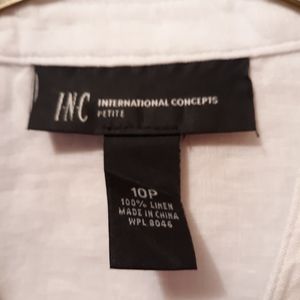 INC INTERNATIONAL CONCEPTS
PETITE
10P
100% LINEN
MADE IN CHINA
WPL 8046